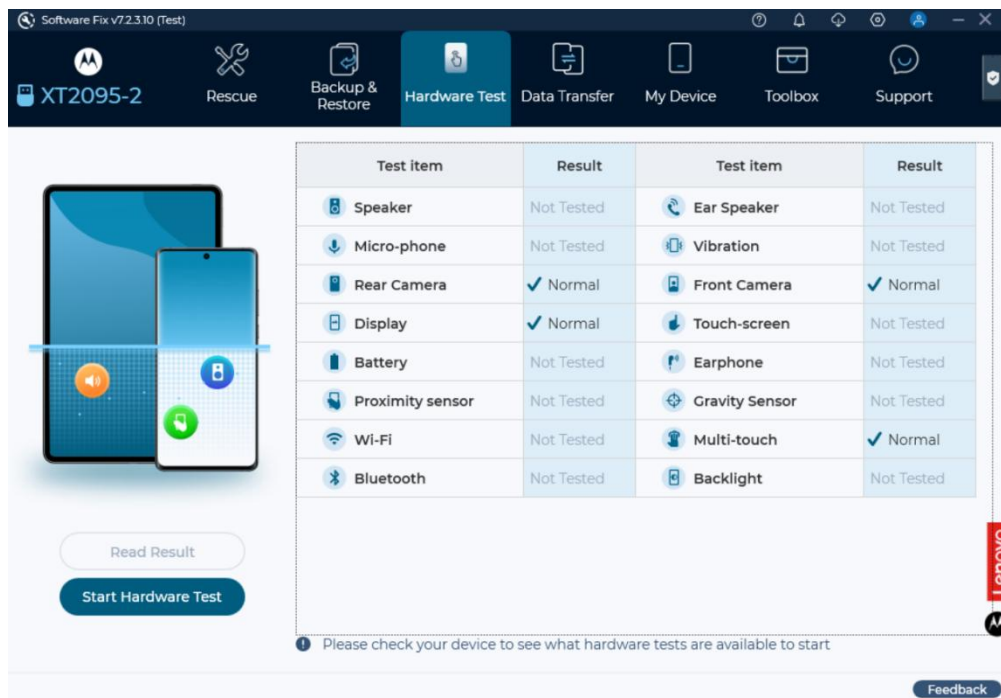 Software Fix v7.2.3.10 (Test)
XT2095-2
Rescue
Backup &
Restore
Hardware Test
Data Transfer
My Device
Toolbox
Support
Test item Result Test item Result
Speaker Not Tested Ear Speaker Not Tested
Micro-phone Not Tested Vibration Not Tested
Rear Camera Normal Front Camera Normal
Display Normal Touch-screen Not Tested
Battery Not Tested Earphone Not Tested
Proximity sensor Not Tested Gravity Sensor Not Tested
Wi-Fi Not Tested Multi-touch Normal
Bluetooth Not Tested Backlight Not Tested
Read Result
Start Hardware Test
Lenovo
Please check your device to see what hardware tests are available to start
Feedback